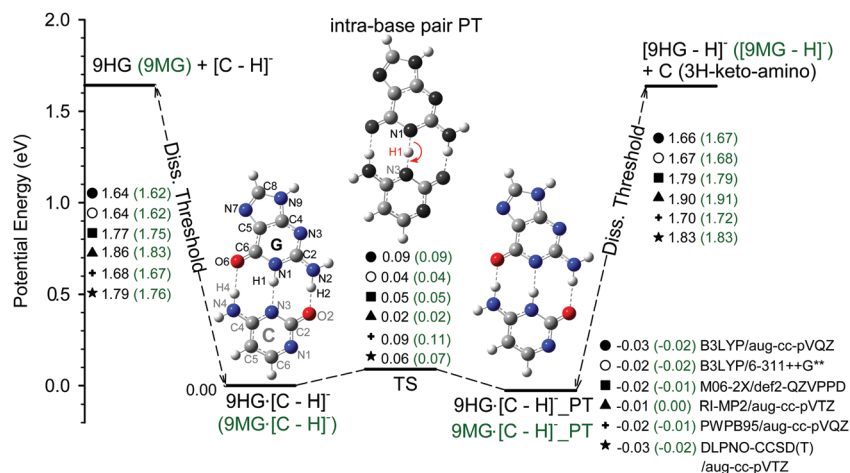 intra-base pair PT
Potential Energy (eV)
2.0
1.5
1.0
0.5
0.0
9HG (9MG) + [C - H]⁻
Diss. Threshold
● 1.64 (1.62)
○ 1.64 (1.62)
■ 1.77 (1.75)
▲ 1.86 (1.83)
✚ 1.68 (1.67)
★ 1.79 (1.76)
C8
N7
N9
C5
C4
N3
G
C6
C2
O6
N1
N2
H1
H2
H4
N4
N3
O2
C4
C
C2
C5
N1
C6
0.00
9HG·[C - H]⁻
(9MG·[C - H]⁻)
N1
H1
N3
● 0.09 (0.09)
○ 0.04 (0.04)
■ 0.05 (0.05)
▲ 0.02 (0.02)
✚ 0.09 (0.11)
★ 0.06 (0.07)
TS
9HG·[C - H]⁻_PT
9MG·[C - H]⁻_PT
Diss. Threshold
[9HG - H]⁻ ([9MG - H]⁻)
+ C (3H-keto-amino)
● 1.66 (1.67)
○ 1.67 (1.68)
■ 1.79 (1.79)
▲ 1.90 (1.91)
✚ 1.70 (1.72)
★ 1.83 (1.83)
● -0.03 (-0.02) B3LYP/aug-cc-pVQZ
○ -0.02 (-0.02) B3LYP/6-311++G**
■ -0.02 (-0.01) M06-2X/def2-QZVPPD
▲ -0.01 (0.00) RI-MP2/aug-cc-pVTZ
✚ -0.02 (-0.01) PWPB95/aug-cc-pVQZ
★ -0.03 (-0.02) DLPNO-CCSD(T)
/aug-cc-pVTZ